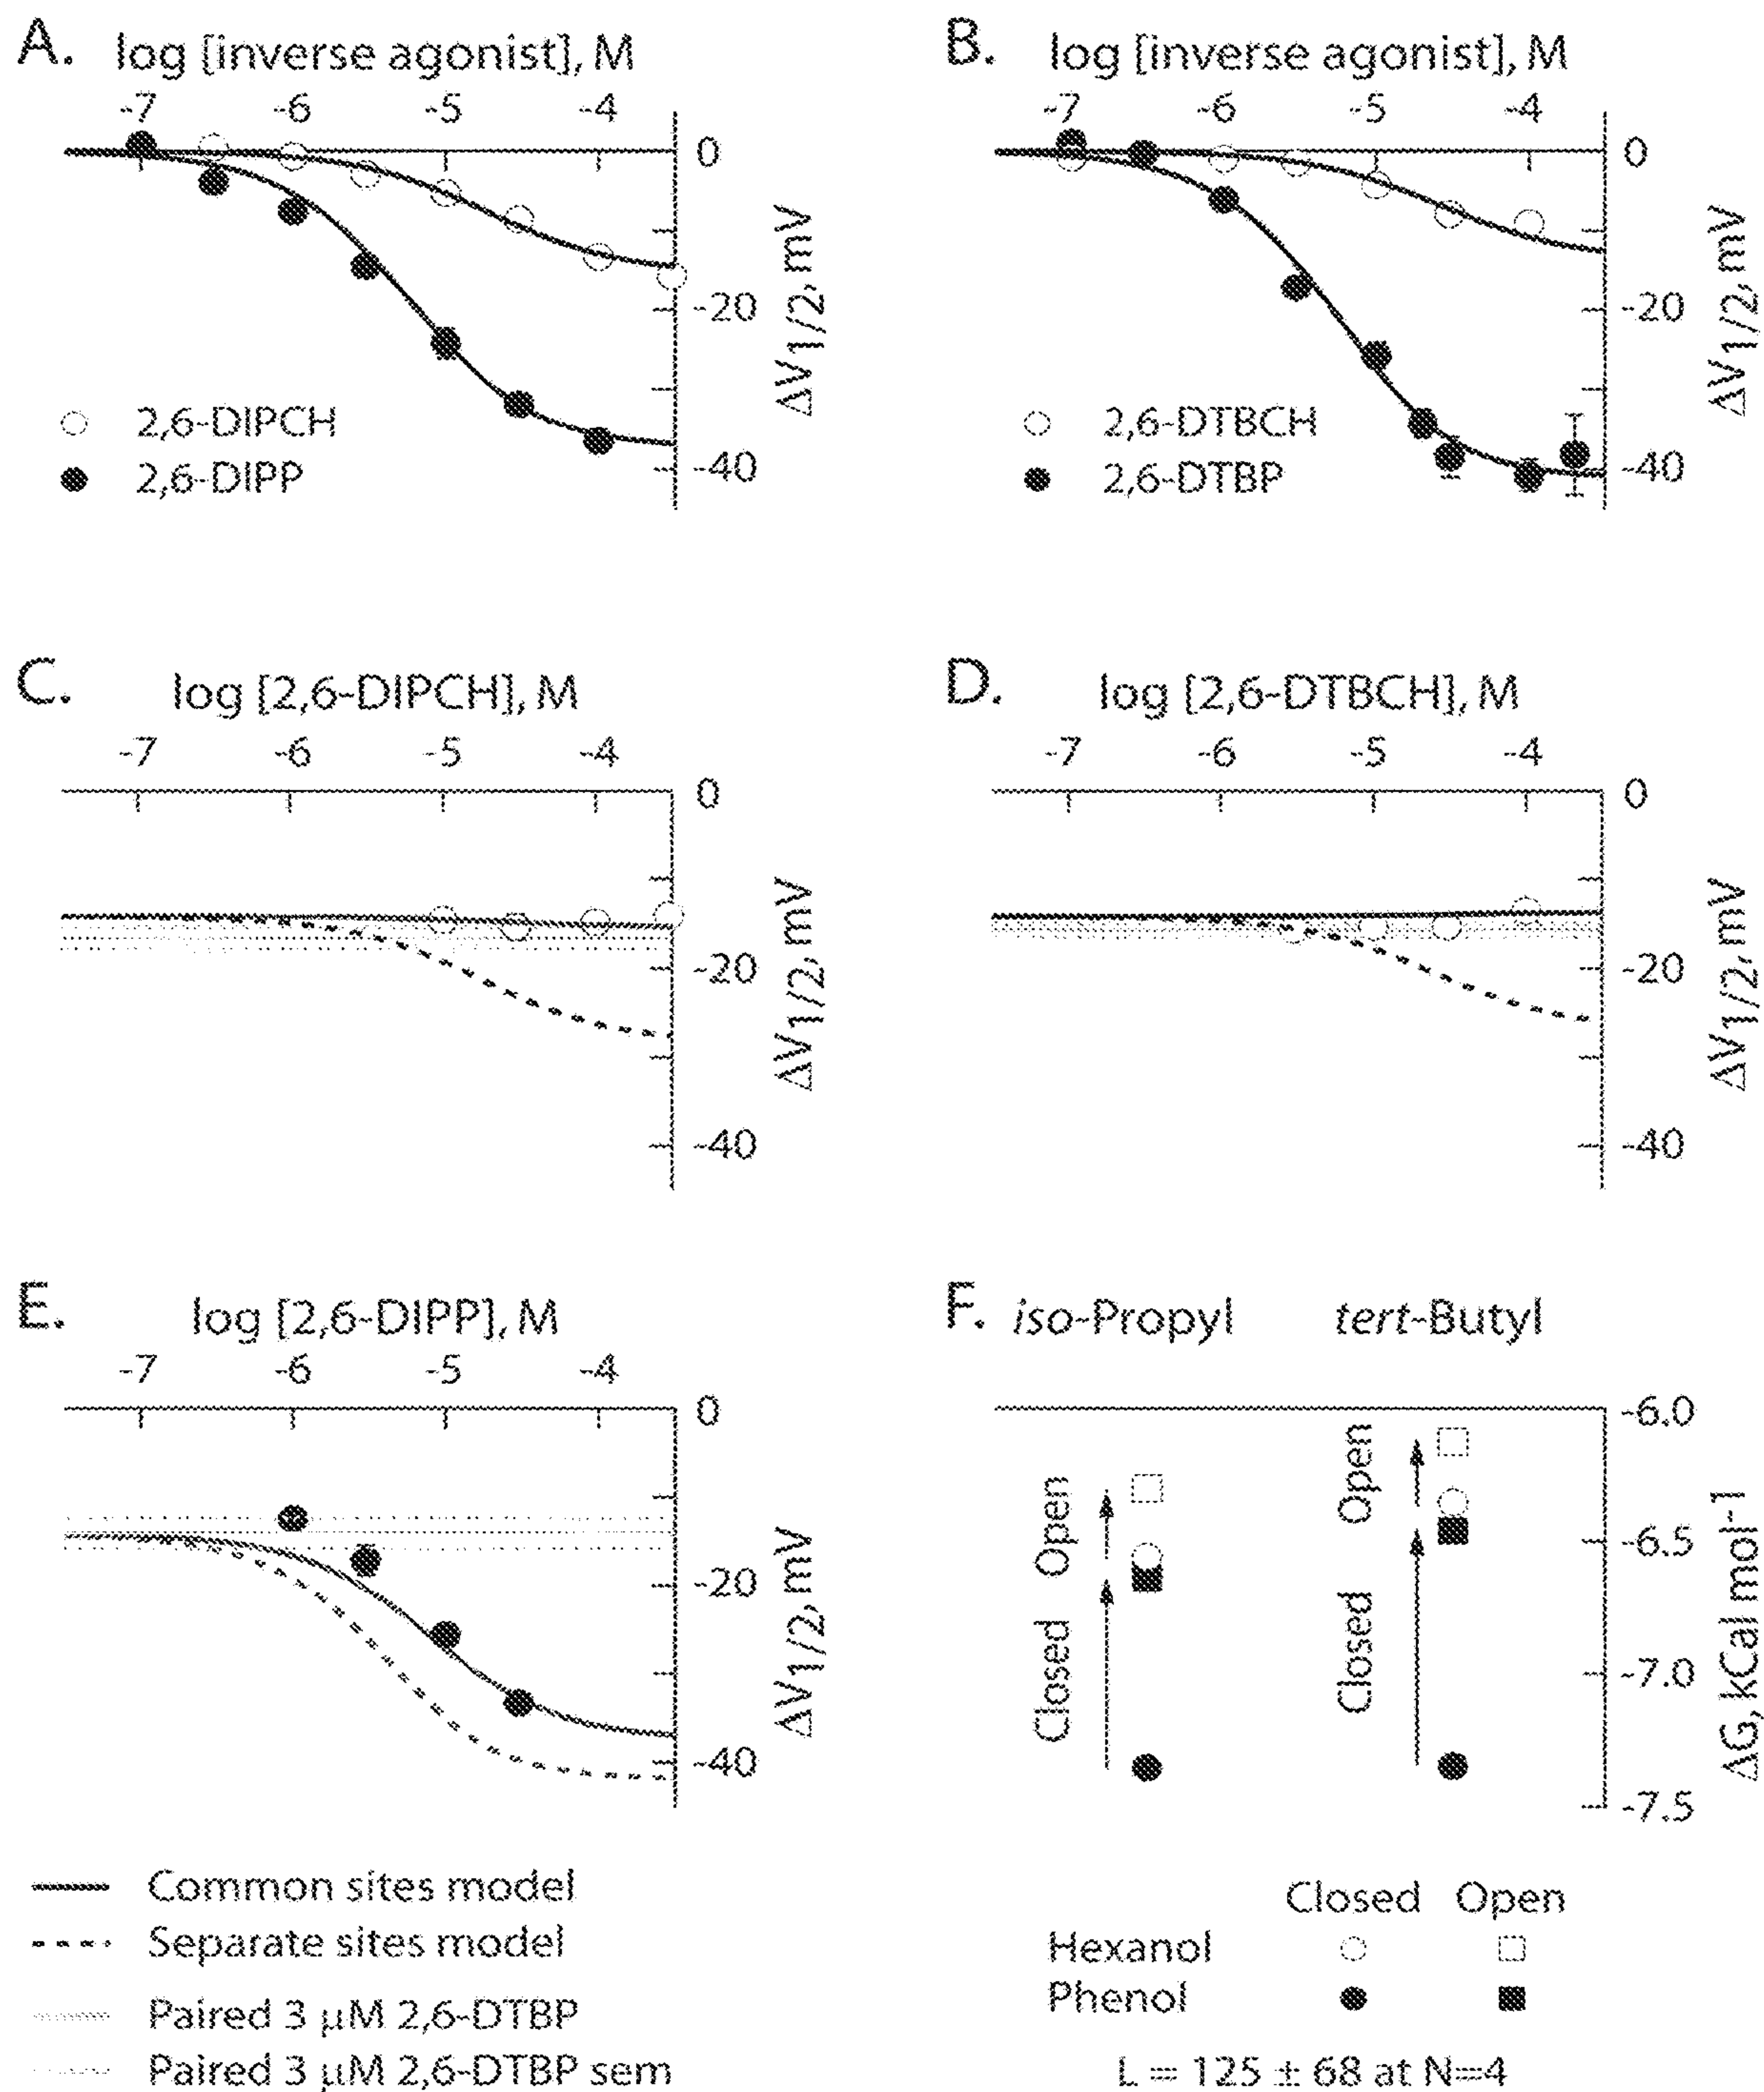 A. log [inverse agonist], M
-7 -6 -5 -4
0
-20
-40
ΔV1/2, mV
2,6-DIPCH
2,6-DIPP
B. log [inverse agonist], M
-7 -6 -5 -4
0
-20
-40
ΔV1/2, mV
2,6-DTBCH
2,6-DTBP
C. log [2,6-DIPCH], M
-7 -6 -5 -4
0
-20
-40
ΔV1/2, mV
D. log [2,6-DTBCH], M
-7 -6 -5 -4
0
-20
-40
ΔV1/2, mV
E. log [2,6-DIPP], M
-7 -6 -5 -4
0
-20
-40
ΔV1/2, mV
Common sites model
Separate sites model
Paired 3 μM 2,6-DTBP
Paired 3 μM 2,6-DTBP sem
F. iso-Propyl tert-Butyl
Closed Open
Closed Open
-6.0
-6.5
-7.0
-7.5
ΔG, kCal mol-1
Closed Open
Hexanol
Phenol
L = 125 ± 68 at N=4